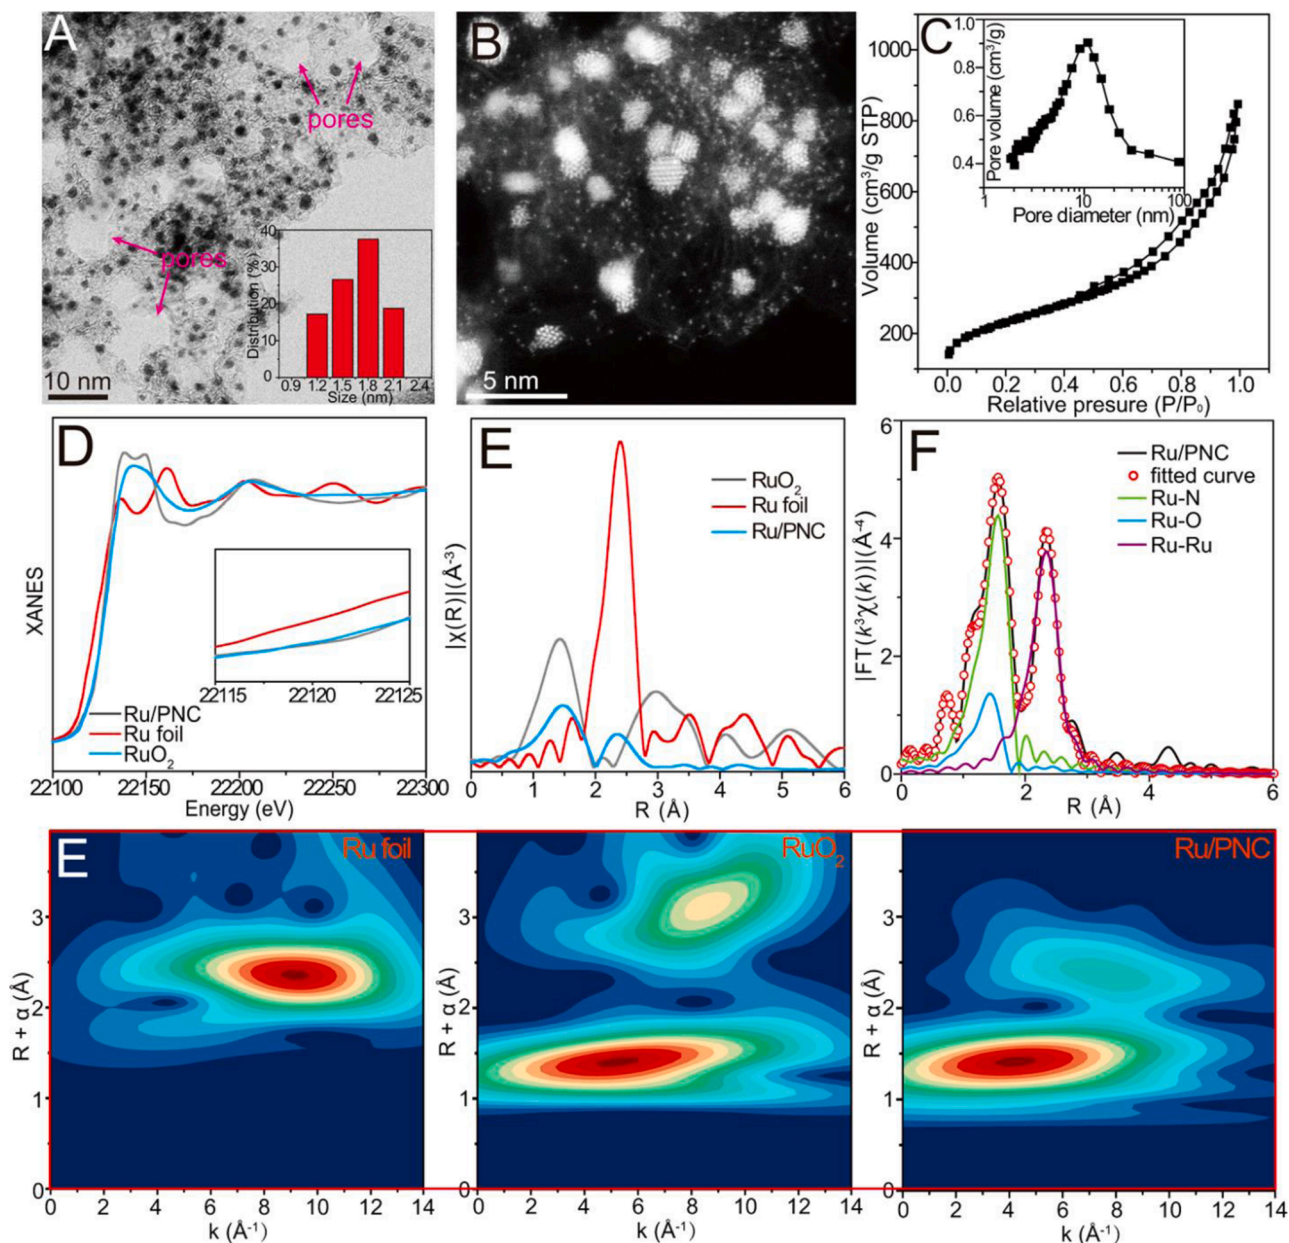 A
pores
pores
10 nm
Distribution (%)
40
30
20
10
0
0.9 1.2 1.5 1.8 2.1 2.4
Size (nm)
B
5 nm
C
Volume (cm³/g STP)
1000
800
600
400
200
0.0 0.2 0.4 0.6 0.8 1.0
Relative presure (P/P₀)
Pore volume (cm³/g)
1.0
0.8
0.6
0.4
1 10 100
Pore diameter (nm)
D
XANES
22115 22120 22125
Ru/PNC
Ru foil
RuO₂
22100 22150 22200 22250 22300
Energy (eV)
E
|χ(R)|(Å⁻³)
RuO₂
Ru foil
Ru/PNC
0 1 2 3 4 5 6
R (Å)
F
|FT(k³χ(k))|(Å⁻⁴)
6
4
2
0
Ru/PNC
fitted curve
Ru-N
Ru-O
Ru-Ru
0 2 4 6
R (Å)
E
Ru foil
R + α (Å)
3
2
1
0
0 2 4 6 8 10 12 14
k (Å⁻¹)
RuO₂
R + α (Å)
3
2
1
0
0 2 4 6 8 10 12 14
k (Å⁻¹)
Ru/PNC
R + α (Å)
3
2
1
0
0 2 4 6 8 10 12 14
k (Å⁻¹)